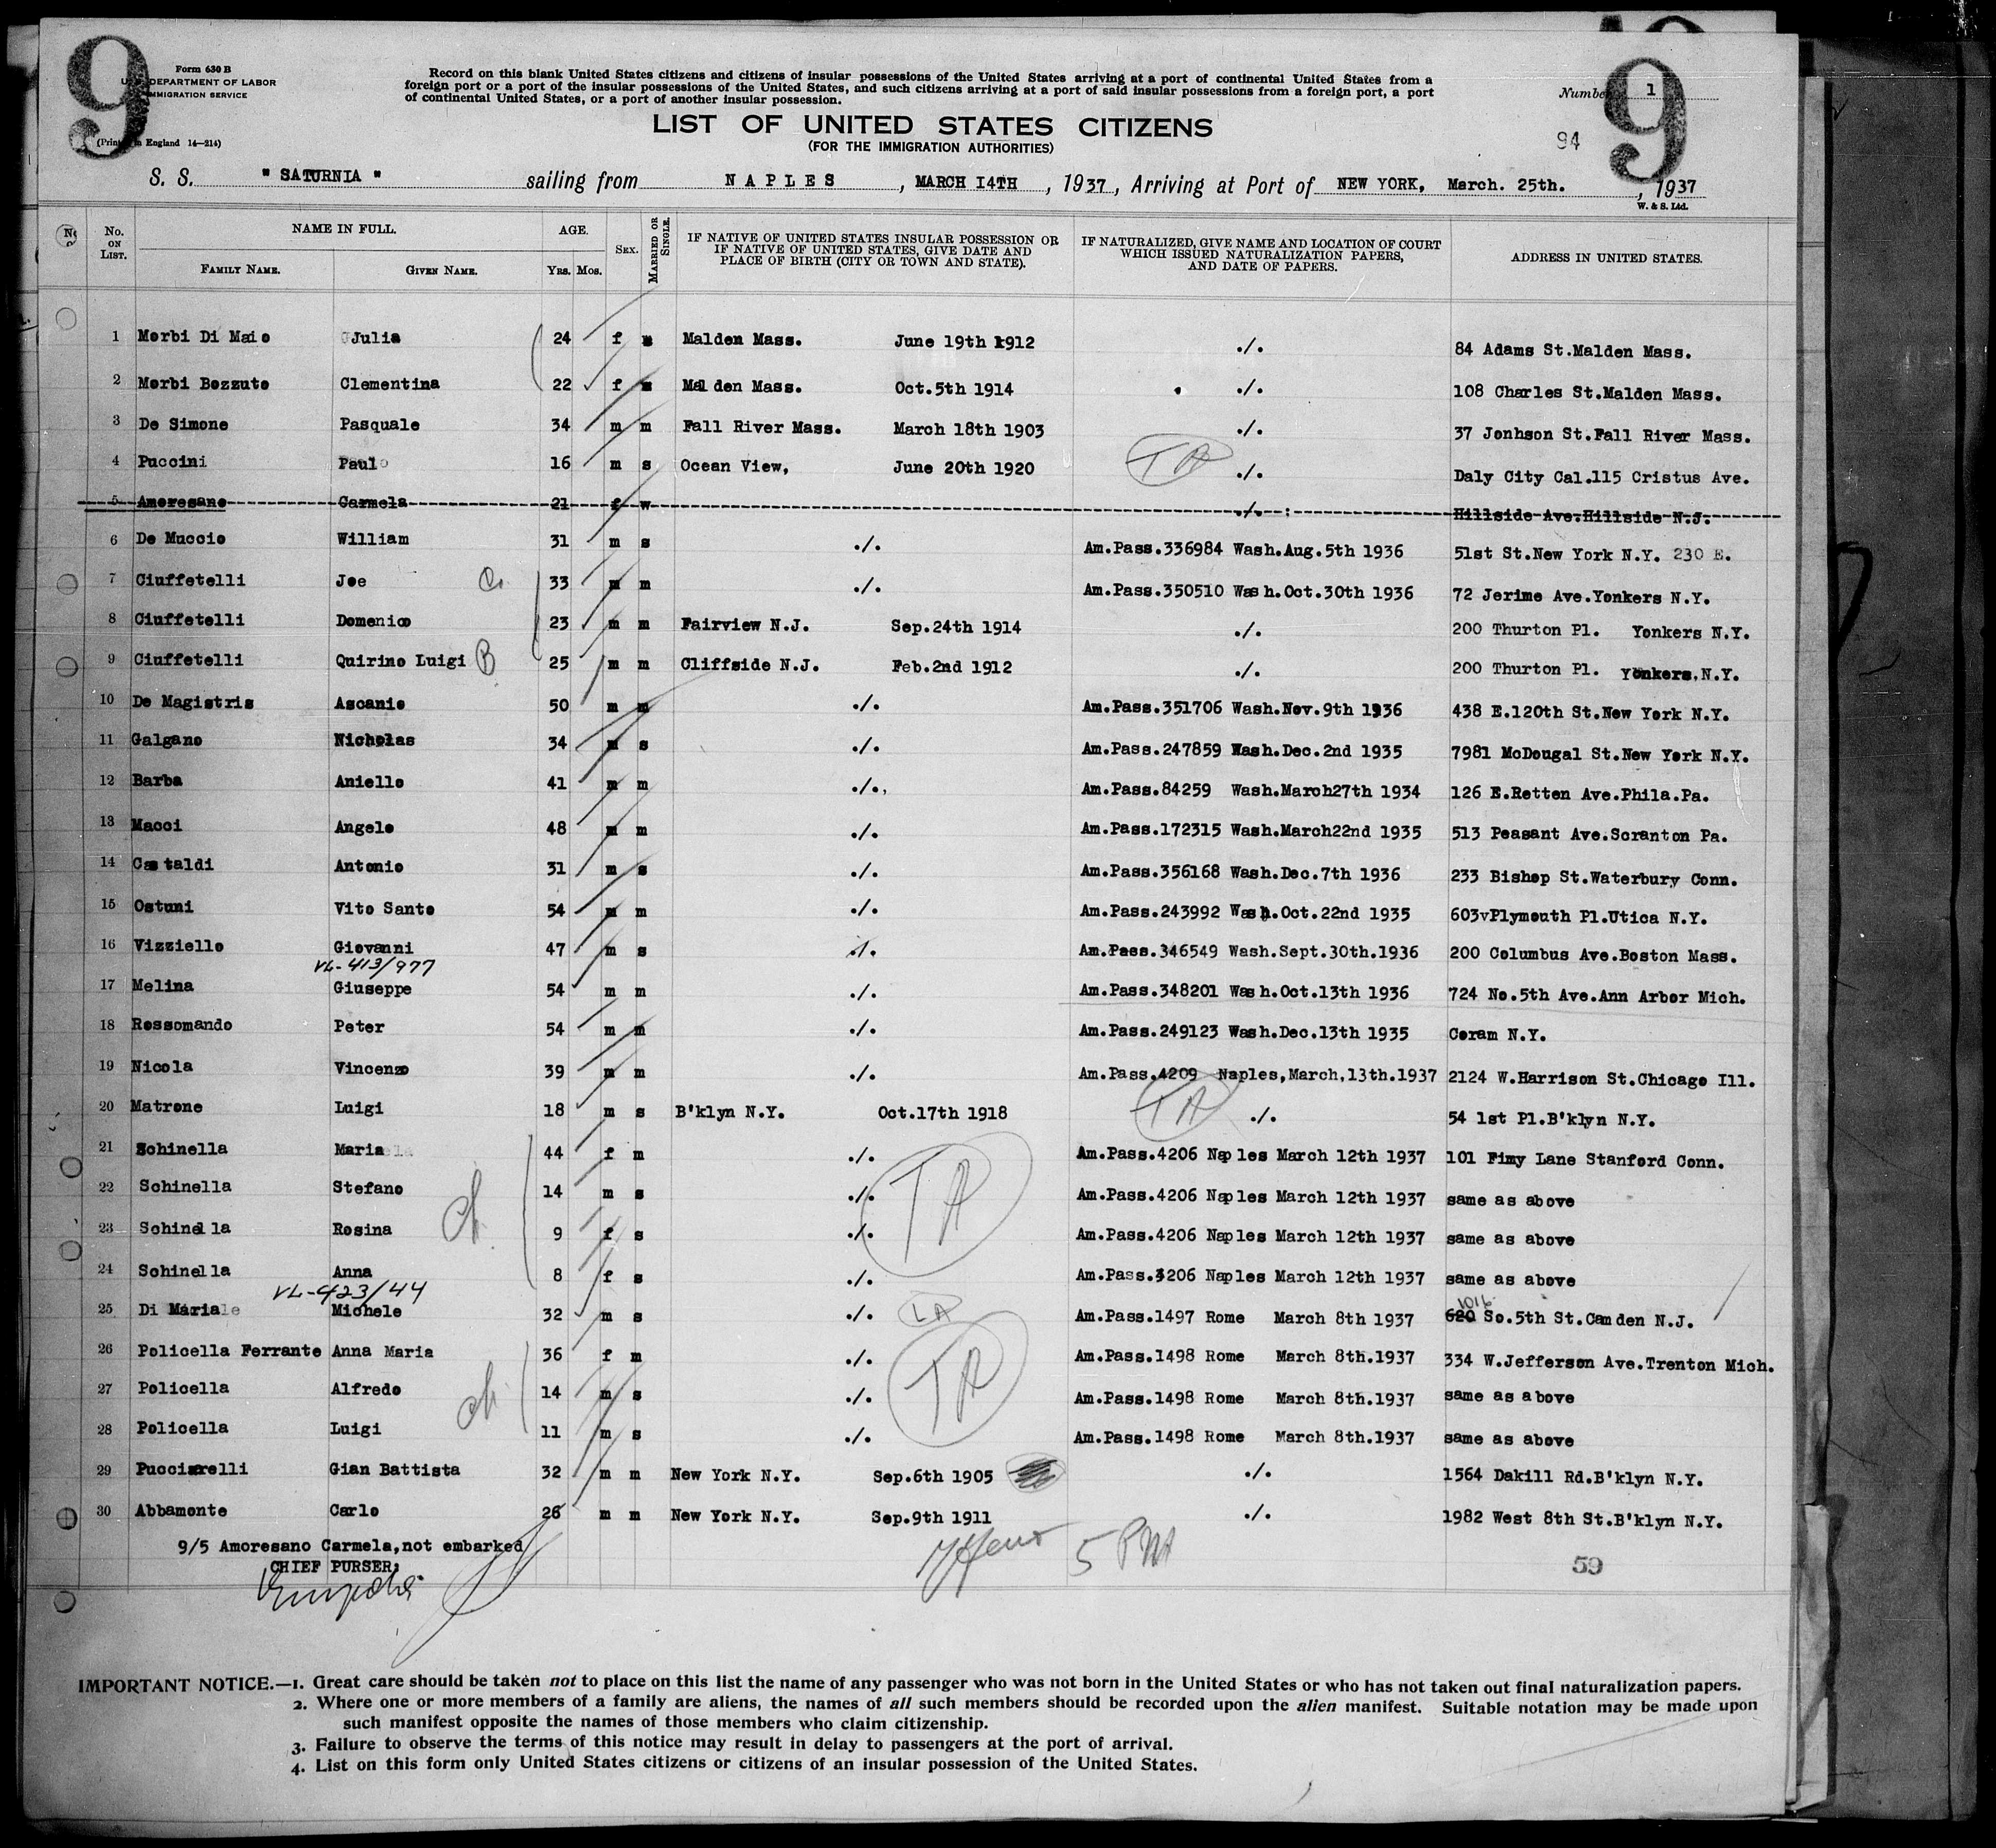 9
9
Form 630 B
U.S. DEPARTMENT OF LABOR
IMMIGRATION SERVICE
(Printed in England 14—214)
Record on this blank United States citizens and citizens of insular possessions of the United States arriving at a port of continental United States from a
foreign port or a port of the insular possessions of the United States, and such citizens arriving at a port of said insular possessions from a foreign port, a port
of continental United States, or a port of another insular possession.
Number 1
LIST OF UNITED STATES CITIZENS
(FOR THE IMMIGRATION AUTHORITIES)
94
S. S. " SATURNIA " sailing from NAPLES, MARCH I4TH, 1937, Arriving at Port of NEW YORK, March. 25th., 1937
W. & S. Ltd.
No. ON LIST. NAME IN FULL. AGE. SEX. MARRIED OR SINGLE. IF NATIVE OF UNITED STATES INSULAR POSSESSION OR IF NATIVE OF UNITED STATES, GIVE DATE AND PLACE OF BIRTH (CITY OR TOWN AND STATE). IF NATURALIZED, GIVE NAME AND LOCATION OF COURT WHICH ISSUED NATURALIZATION PAPERS, AND DATE OF PAPERS. ADDRESS IN UNITED STATES.
FAMILY NAME. GIVEN NAME. YRS. MOS.
1 Morbi Di Maio Julia 24 f m Malden Mass. June 19th 1912 ./. 84 Adams St.Malden Mass.
2 Morbi Bozzuto Clementina 22 f m Malden Mass. Oct.5th 1914 ./. 108 Charles St.Malden Mass.
3 De Simone Pasquale 34 m m Fall River Mass. March 18th 1903 ./. 37 Jonhson St.Fall River Mass.
4 Puccini Paul 16 m s Ocean View, June 20th 1920 TA ./. Daly City Cal.115 Cristus Ave.
5 Amoresano Carmela 21 f w ./. : Hillside Ave.Hillside N.J.
6 De Muccio William 31 m s ./. Am.Pass.336984 Wash.Aug.5th 1936 51st St.New York N.Y. 230 E.
7 Ciuffetelli Joe 33 m m ./. Am.Pass.350510 Wash.Oct.30th 1936 72 Jerime Ave.Yonkers N.Y.
8 Ciuffetelli Domenico 23 m m Fairview N.J. Sep.24th 1914 ./. 200 Thurton Pl. Yonkers N.Y.
9 Ciuffetelli Quirino Luigi B 25 m m Cliffside N.J. Feb.2nd 1912 ./. 200 Thurton Pl. Yonkers,N.Y.
10 De Magistris Ascanio 50 m m ./. Am.Pass.351706 Wash.Nov.9th 1936 438 E.120th St.New York N.Y.
11 Galgano Nicholas 34 m s ./. Am.Pass.247859 Wash.Dec.2nd 1935 7981 McDougal St.New York N.Y.
12 Barba Aniello 41 m m ./., Am.Pass.84259 Wash.March27th 1934 126 E.Retten Ave.Phila.Pa.
13 Macci Angelo 48 m m ./. Am.Pass.172315 Wash.March22nd 1935 513 Peasant Ave.Scranton Pa.
14 Castaldi Antonio 31 m s ./. Am.Pass.356168 Wash.Dec.7th 1936 233 Bishop St.Waterbury Conn.
15 Ostuni Vito Santo 54 m m ./. Am.Pass.243992 Wash.Oct.22nd 1935 603vPlymouth Pl.Utica N.Y.
16 Vizziello Giovanni 47 m s ./. Am.Pass.346549 Wash.Sept.30th.1936 200 Columbus Ave.Boston Mass.
VL-413/977
17 Melina Giuseppe 54 m m ./. Am.Pass.348201 Wash.Oct.13th 1936 724 No.5th Ave.Ann Arbor Mich.
18 Rossomando Peter 54 m m ./. Am.Pass.249123 Wash.Dec.13th 1935 Coram N.Y.
19 Nicola Vincenzo 39 m m ./. Am.Pass.4209 Naples,March,13th.1937 2124 W.Harrison St.Chicago Ill.
20 Matrone Luigi 18 m s B'klyn N.Y. Oct.17th 1918 TA ./. 54 1st Pl.B'klyn N.Y.
21 Schinella Maria 44 f m ./. Am.Pass.4206 Naples March 12th 1937 101 Finy Lane Stanford Conn.
22 Schinella Stefano 14 m s ./. TA Am.Pass.4206 Naples March 12th 1937 same as above
23 Schinella Rosina 9 f s ./. Am.Pass.4206 Naples March 12th 1937 same as above
24 Schinella Anna 8 f s ./. Am.Pass.4206 Naples March 12th 1937 same as above
VL-423/44
25 Di Maria Michele 32 m s ./. LA Am.Pass.1497 Rome March 8th 1937 620 1016 So.5th St.Camden N.J.
26 Policella Ferrante Anna Maria 36 f m ./. Am.Pass.1498 Rome March 8th.1937 334 W.Jefferson Ave.Trenton Mich.
27 Policella Alfredo 14 m s ./. TA Am.Pass.1498 Rome March 8th.1937 same as above
28 Policella Luigi 11 m s ./. Am.Pass.1498 Rome March 8th.1937 same as above
29 Pucciarelli Gian Battista 32 m m New York N.Y. Sep.6th 1905 ./. 1564 Dakill Rd.B'klyn N.Y.
30 Abbamonte Carlo 26 m m New York N.Y. Sep.9th 1911 ./. 1982 West 8th St.B'klyn N.Y.
9/5 Amoresano Carmela,not embarked
CHIEF PURSER;
5 PM
59
IMPORTANT NOTICE.—1. Great care should be taken not to place on this list the name of any passenger who was not born in the United States or who has not taken out final naturalization papers.
2. Where one or more members of a family are aliens, the names of all such members should be recorded upon the alien manifest. Suitable notation may be made upon
such manifest opposite the names of those members who claim citizenship.
3. Failure to observe the terms of this notice may result in delay to passengers at the port of arrival.
4. List on this form only United States citizens or citizens of an insular possession of the United States.